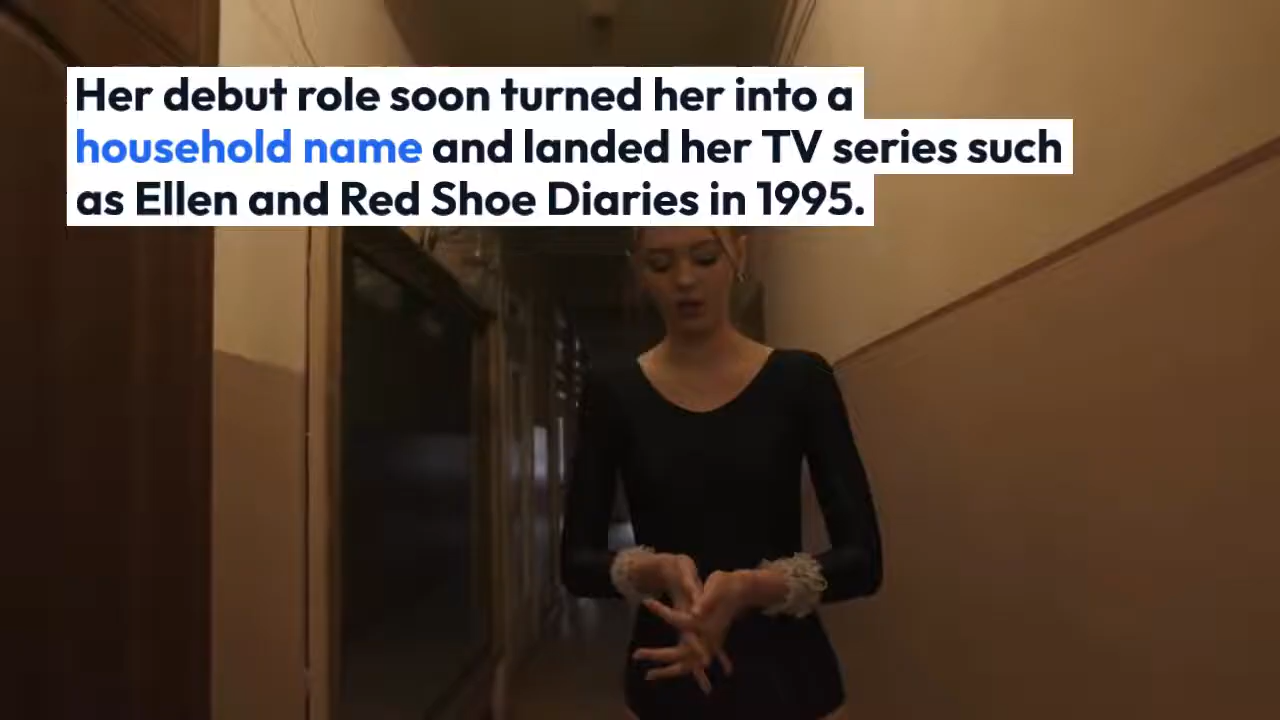 Her debut role soon turned her into a
household name and landed her TV series such
as Ellen and Red Shoe Diaries in 1995.